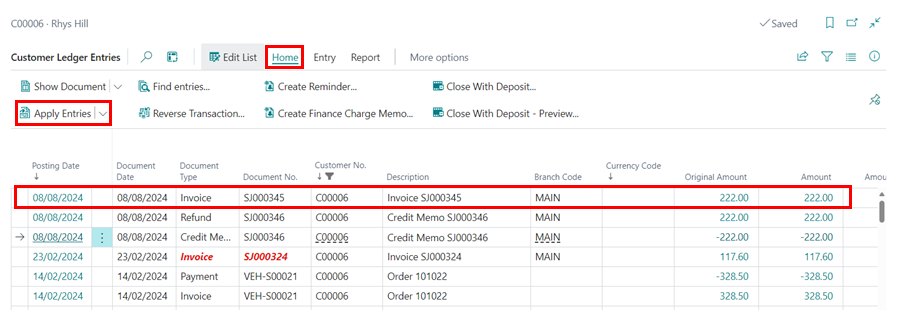 C00006 · Rhys Hill
Saved
Customer Ledger Entries Edit List Home Entry Report More options
Show Document Find entries... Create Reminder... Close With Deposit...
Apply Entries Reverse Transaction... Create Finance Charge Memo... Close With Deposit - Preview...
Posting Date ↓ Document Date Document Type Document No. Customer No. ↓ Description Branch Code Currency Code ↓ Original Amount Amount Amou
08/08/2024 08/08/2024 Invoice SJ000345 C00006 Invoice SJ000345 MAIN 222.00 222.00
08/08/2024 08/08/2024 Refund SJ000346 C00006 Credit Memo SJ000346 MAIN 222.00 222.00
→ 08/08/2024 08/08/2024 Credit Me... SJ000346 C00006 Credit Memo SJ000346 MAIN -222.00 -222.00
23/02/2024 23/02/2024 Invoice SJ000324 C00006 Invoice SJ000324 MAIN 117.60 117.60
14/02/2024 14/02/2024 Payment VEH-S00021 C00006 Order 101022 -328.50 -328.50
14/02/2024 14/02/2024 Invoice VEH-S00021 C00006 Order 101022 328.50 328.50